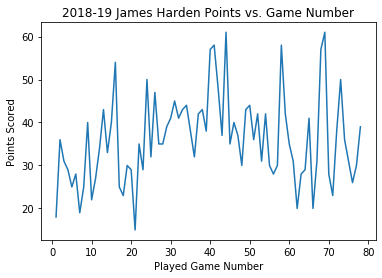 2018-19 James Harden Points vs. Game Number
60
50
40
30
20
Points Scored
0 10 20 30 40 50 60 70 80
Played Game Number